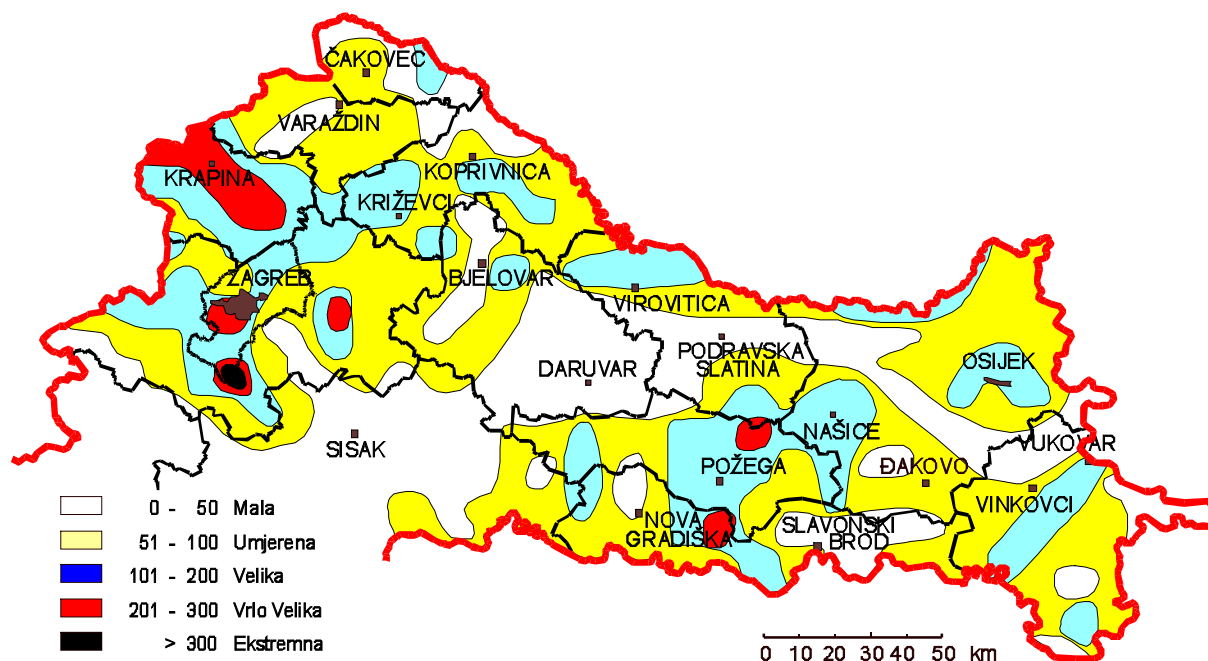 ČAKOVEC
VARAŽDIN
KRAPINA
KOPRIVNICA
KRIŽEVCI
ZAGREB
BJELOVAR
VIROVITICA
DARUVAR
PODRAVSKA
SLATINA
OSIJEK
SISAK
NAŠICE
VUKOVAR
POŽEGA
ĐAKOVO
VINKOVCI
NOVA
GRADIŠKA
SLAVONSKI
BROD
0 - 50 Mala
51 - 100 Umjerena
101 - 200 Velika
201 - 300 Vrlo Velika
> 300 Ekstremna
0 10 20 30 40 50 km